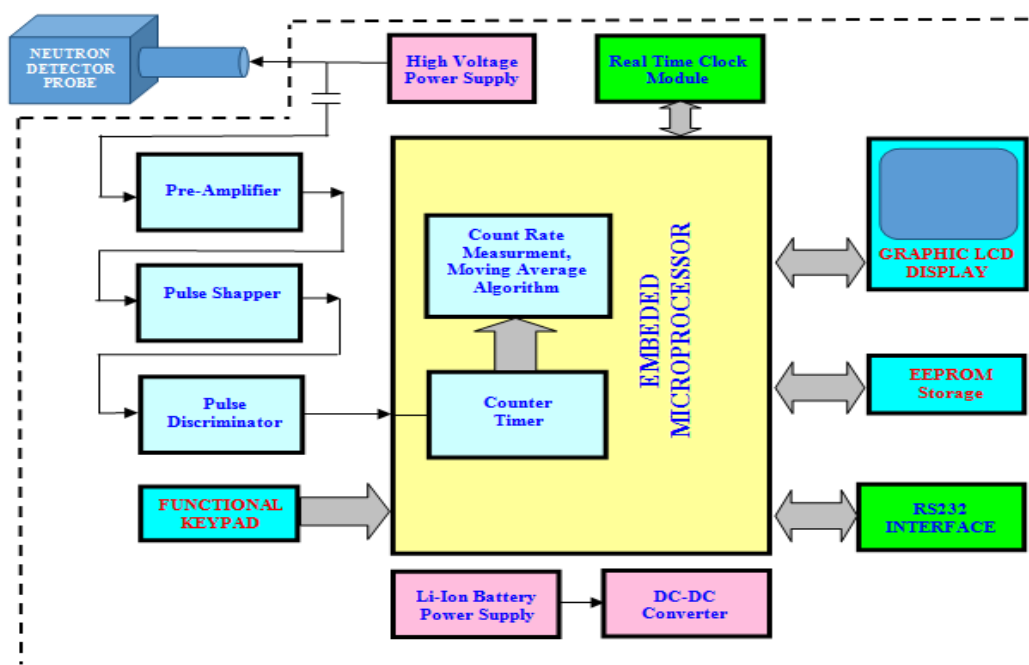 NEUTRON
DETECTOR
PROBE
High Voltage
Power Supply
Real Time Clock
Module
Pre-Amplifier
Count Rate
Measurment,
Moving Average
Algorithm
GRAPHIC LCD
DISPLAY
Pulse Shapper
EMBEDED
MICROPROCESSOR
EEPROM
Storage
Pulse
Discriminator
Counter
Timer
FUNCTIONAL
KEYPAD
RS232
INTERFACE
Li-Ion Battery
Power Supply
DC-DC
Converter